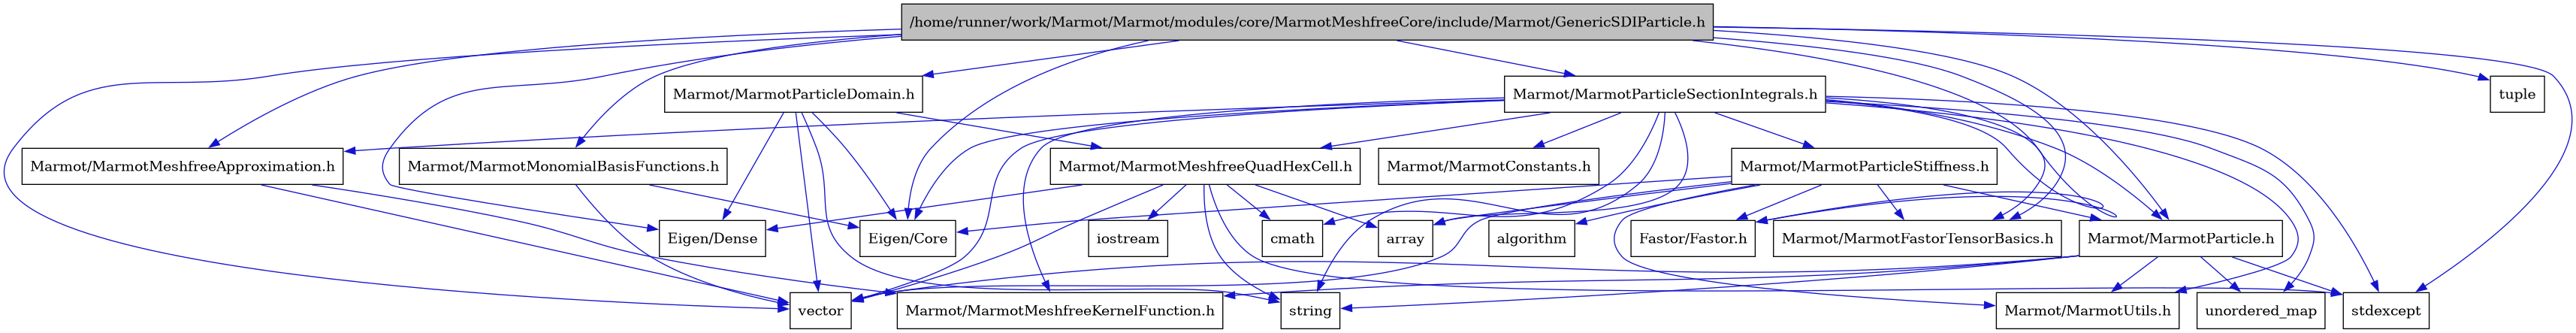 /home/runner/work/Marmot/Marmot/modules/core/MarmotMeshfreeCore/include/Marmot/GenericSDIParticle.h
Marmot/MarmotParticleDomain.h
Marmot/MarmotParticleSectionIntegrals.h
tuple
Marmot/MarmotMeshfreeApproximation.h
Marmot/MarmotMonomialBasisFunctions.h
Marmot/MarmotMeshfreeQuadHexCell.h
Marmot/MarmotConstants.h
Marmot/MarmotParticleStiffness.h
Eigen/Dense
Eigen/Core
iostream
cmath
array
algorithm
Fastor/Fastor.h
Marmot/MarmotFastorTensorBasics.h
Marmot/MarmotParticle.h
vector
Marmot/MarmotMeshfreeKernelFunction.h
string
Marmot/MarmotUtils.h
unordered_map
stdexcept